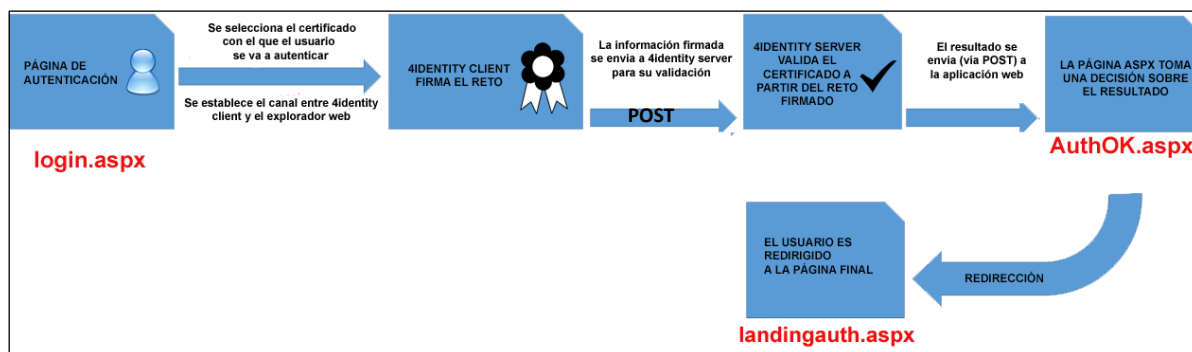 PÁGINA DE
AUTENTICACIÓN
login.aspx
Se selecciona el certificado
con el que el usuario
se va a autenticar
Se establece el canal entre 4identity
client y el explorador web
4IDENTITY CLIENT
FIRMA EL RETO
La información firmada
se envia a 4identity server
para su validación
POST
4IDENTITY SERVER
VALIDA EL
CERTIFICADO A
PARTIR DEL RETO
FIRMADO
El resultado se
envia (via POST) a
la aplicación web
LA PÁGINA ASPX TOMA
UNA DECISIÓN SOBRE
EL RESULTADO
AuthOK.aspx
REDIRECCIÓN
EL USUARIO ES
REDIRIGIDO
A LA PÁGINA FINAL
landingauth.aspx